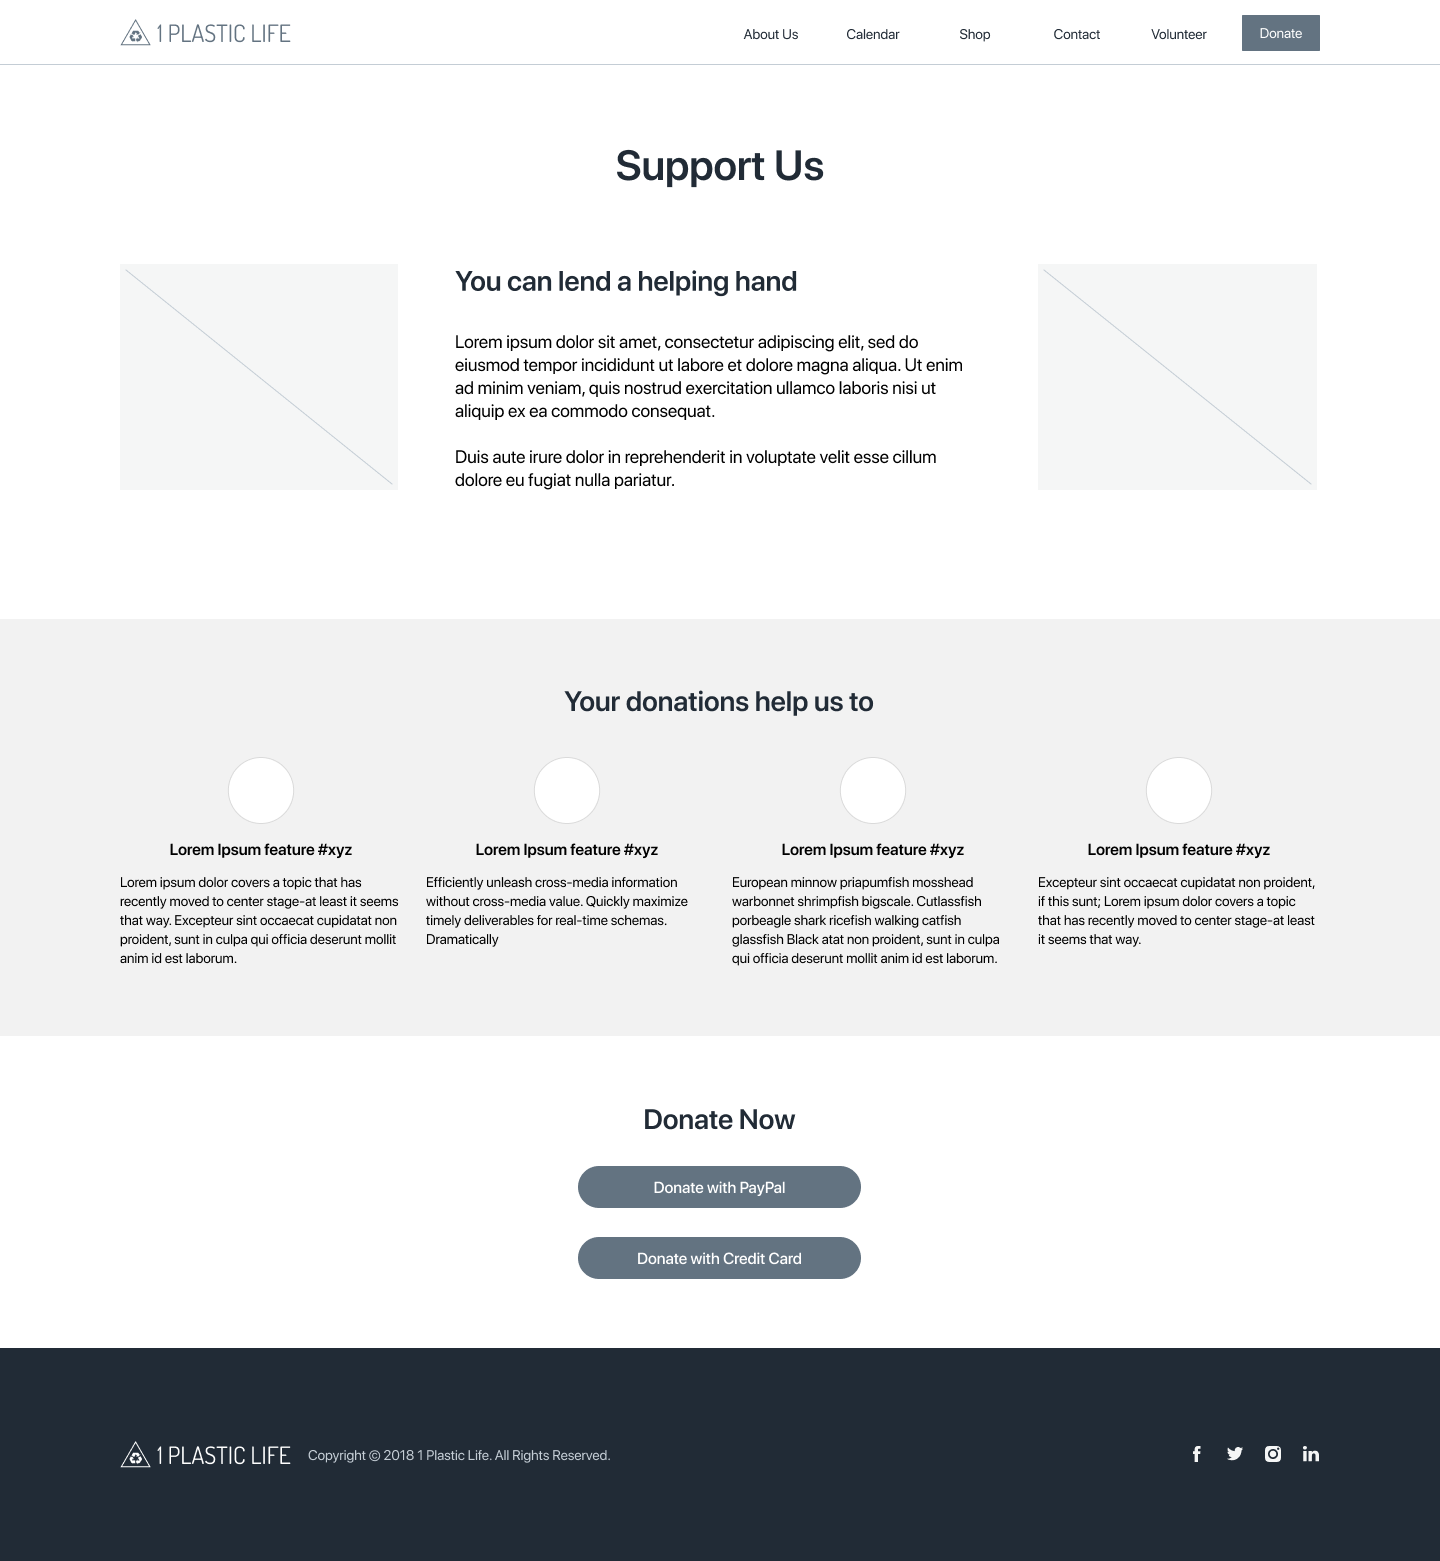 1 PLASTIC LIFE
About Us
Calendar
Shop
Contact
Volunteer
Donate
Support Us
You can lend a helping hand
Lorem ipsum dolor sit amet, consectetur adipiscing elit, sed do
eiusmod tempor incididunt ut labore et dolore magna aliqua. Ut enim
ad minim veniam, quis nostrud exercitation ullamco laboris nisi ut
aliquip ex ea commodo consequat.
Duis aute irure dolor in reprehenderit in voluptate velit esse cillum
dolore eu fugiat nulla pariatur.
Your donations help us to
Lorem Ipsum feature #xyz
Lorem ipsum dolor covers a topic that has
recently moved to center stage-at least it seems
that way. Excepteur sint occaecat cupidatat non
proident, sunt in culpa qui officia deserunt mollit
anim id est laborum.
Lorem Ipsum feature #xyz
Efficiently unleash cross-media information
without cross-media value. Quickly maximize
timely deliverables for real-time schemas.
Dramatically
Lorem Ipsum feature #xyz
European minnow priapumfish mosshead
warbonnet shrimpfish bigscale. Cutlassfish
porbeagle shark ricefish walking catfish
glassfish Black atat non proident, sunt in culpa
qui officia deserunt mollit anim id est laborum.
Lorem Ipsum feature #xyz
Excepteur sint occaecat cupidatat non proident,
if this sunt; Lorem ipsum dolor covers a topic
that has recently moved to center stage-at least
it seems that way.
Donate Now
Donate with PayPal
Donate with Credit Card
1 PLASTIC LIFE
Copyright © 2018 1 Plastic Life. All Rights Reserved.